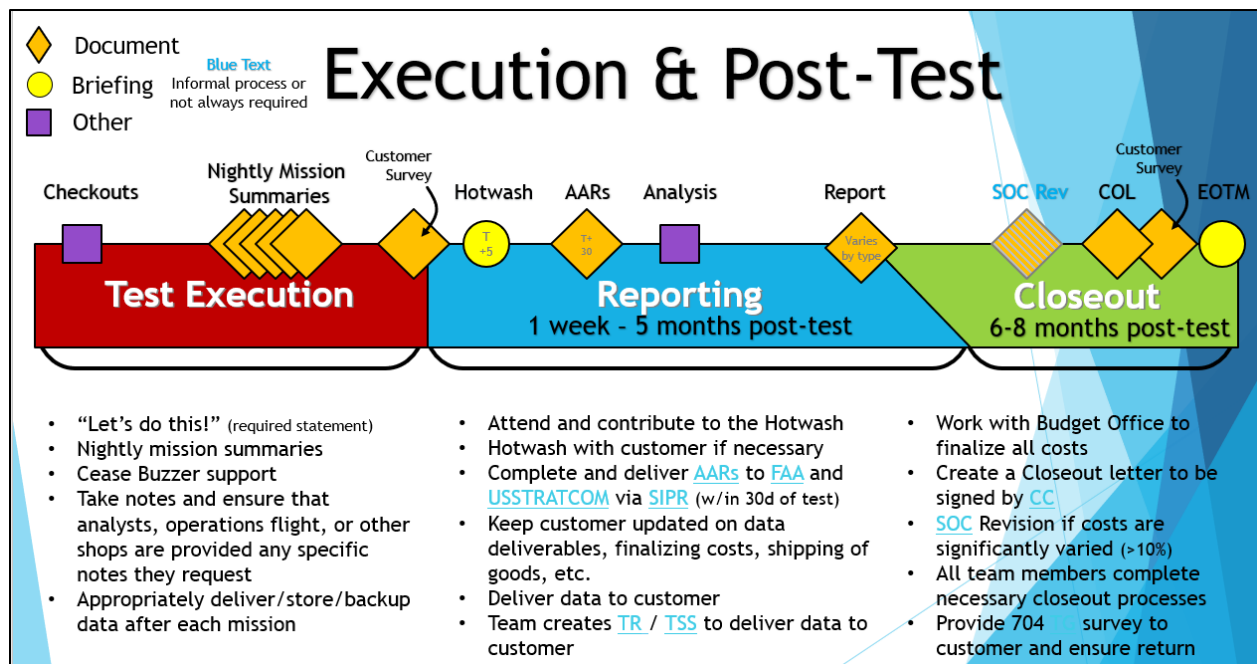 Document
Briefing
Other
Blue Text
Informal process or
not always required
Execution & Post-Test
Checkouts
Nightly Mission
Summaries
Customer
Survey
Hotwash
AARs
Analysis
Report
SOC Rev
COL
Customer
Survey
EOTM
T
+5
T+
30
Varies
by type
Test Execution
Reporting
1 week – 5 months post-test
Closeout
6-8 months post-test
• “Let’s do this!” (required statement)
• Nightly mission summaries
• Cease Buzzer support
• Take notes and ensure that
analysts, operations flight, or other
shops are provided any specific
notes they request
• Appropriately deliver/store/backup
data after each mission
• Attend and contribute to the Hotwash
• Hotwash with customer if necessary
• Complete and deliver AARs to FAA and
USSTRATCOM via SIPR (w/in 30d of test)
• Keep customer updated on data
deliverables, finalizing costs, shipping of
goods, etc.
• Deliver data to customer
• Team creates TR / TSS to deliver data to
customer
• Work with Budget Office to
finalize all costs
• Create a Closeout letter to be
signed by CC
• SOC Revision if costs are
significantly varied (>10%)
• All team members complete
necessary closeout processes
• Provide 704 survey to
customer and ensure return